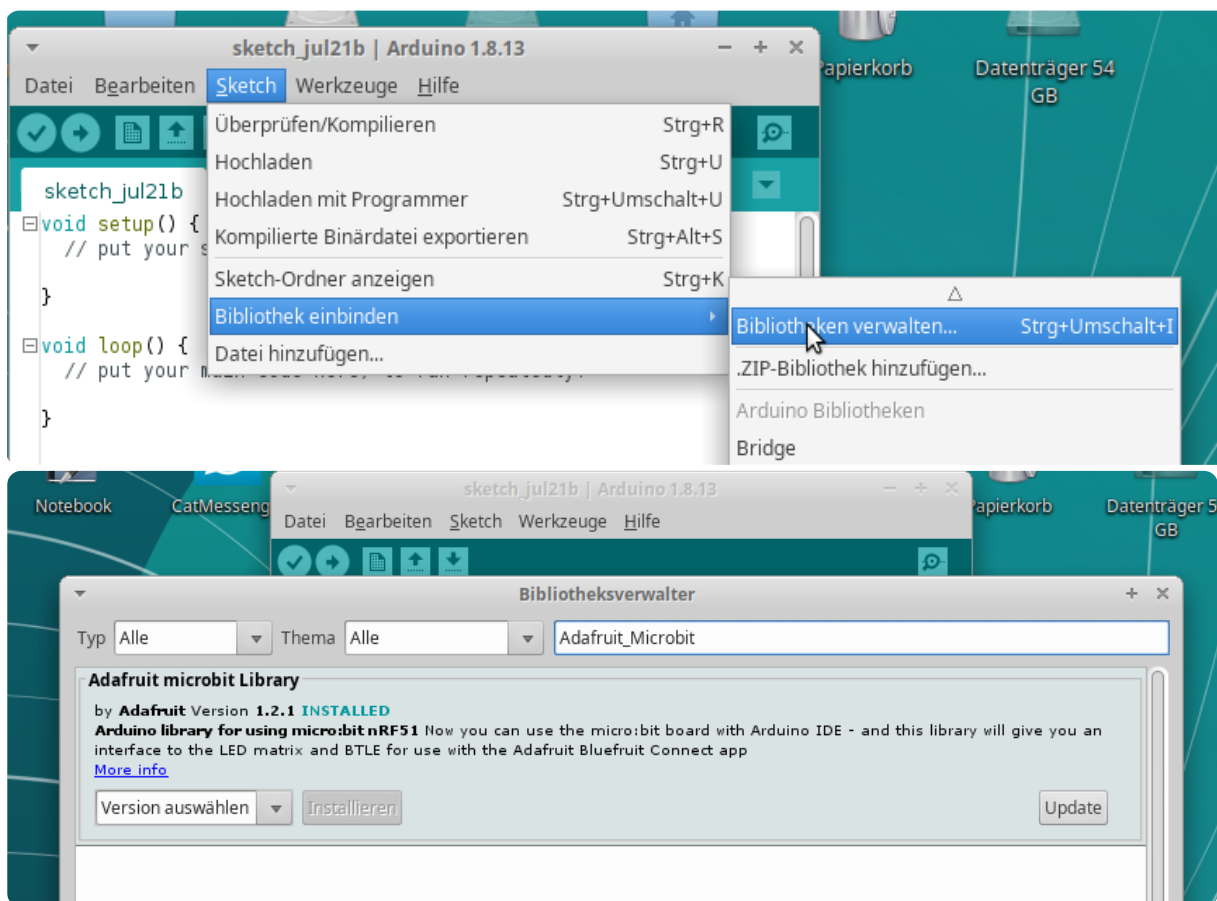 sketch_jul21b | Arduino 1.8.13
Papierkorb
Datenträger 54
GB
Datei Bearbeiten Sketch Werkzeuge Hilfe
Überprüfen/Kompilieren Strg+R
Hochladen Strg+U
Hochladen mit Programmer Strg+Umschalt+U
Kompilierte Binärdatei exportieren Strg+Alt+S
Sketch-Ordner anzeigen Strg+K
Bibliothek einbinden
Datei hinzufügen...
sketch_jul21b
void setup() {
// put your s
}
void loop() {
// put your main code here, to run repeatedly:
}
Bibliotheken verwalten... Strg+Umschalt+I
.ZIP-Bibliothek hinzufügen...
Arduino Bibliotheken
Bridge
Notebook
CatMesseng
sketch_jul21b | Arduino 1.8.13
Papierkorb
Datenträger 5
GB
Datei Bearbeiten Sketch Werkzeuge Hilfe
Bibliotheksverwalter
Typ Alle Thema Alle Adafruit_Microbit
Adafruit microbit Library
by Adafruit Version 1.2.1 INSTALLED
Arduino library for using micro:bit nRF51 Now you can use the micro:bit board with Arduino IDE - and this library will give you an
interface to the LED matrix and BTLE for use with the Adafruit Bluefruit Connect app
More info
Version auswählen Installieren Update